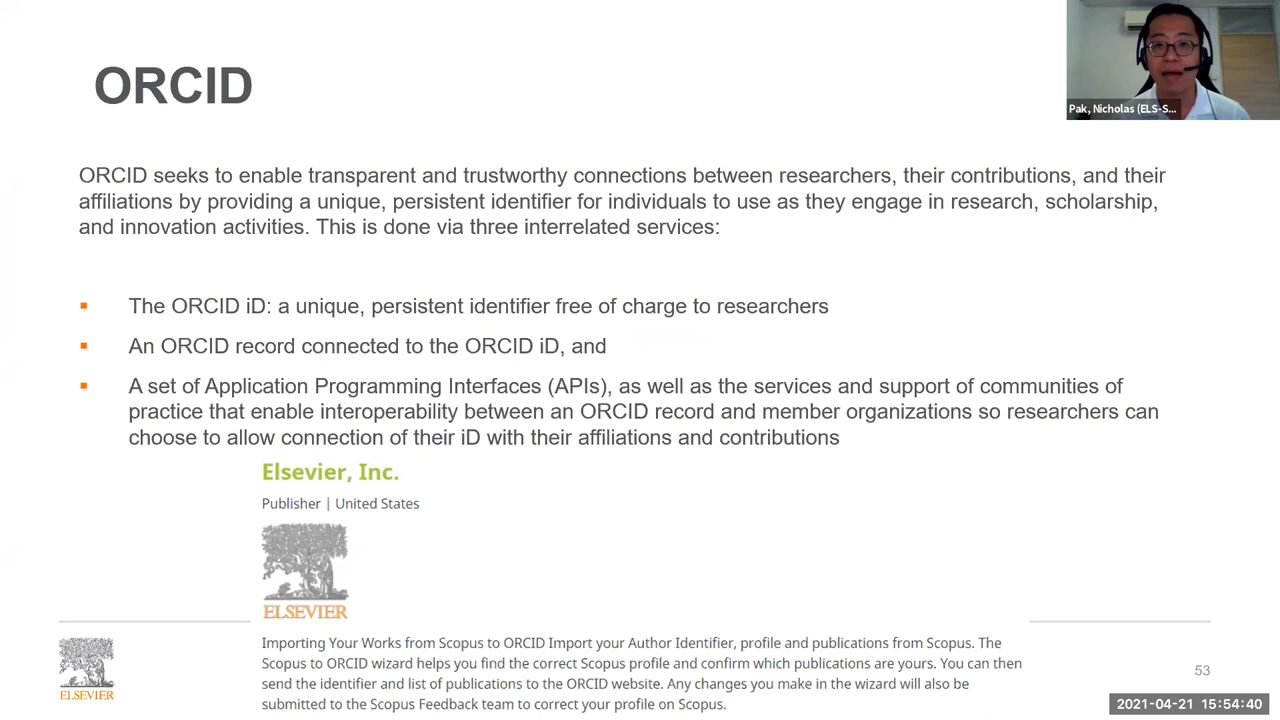 ORCID
Pak, Nicholas (ELS-S...
ORCID seeks to enable transparent and trustworthy connections between researchers, their contributions, and their
affiliations by providing a unique, persistent identifier for individuals to use as they engage in research, scholarship,
and innovation activities. This is done via three interrelated services:
▪ The ORCID iD: a unique, persistent identifier free of charge to researchers
▪ An ORCID record connected to the ORCID iD, and
▪ A set of Application Programming Interfaces (APIs), as well as the services and support of communities of
practice that enable interoperability between an ORCID record and member organizations so researchers can
choose to allow connection of their iD with their affiliations and contributions
Elsevier, Inc.
Publisher | United States
ELSEVIER
Importing Your Works from Scopus to ORCID Import your Author Identifier, profile and publications from Scopus. The
Scopus to ORCID wizard helps you find the correct Scopus profile and confirm which publications are yours. You can then
send the identifier and list of publications to the ORCID website. Any changes you make in the wizard will also be
submitted to the Scopus Feedback team to correct your profile on Scopus.
ELSEVIER
53
2021-04-21 15:54:40